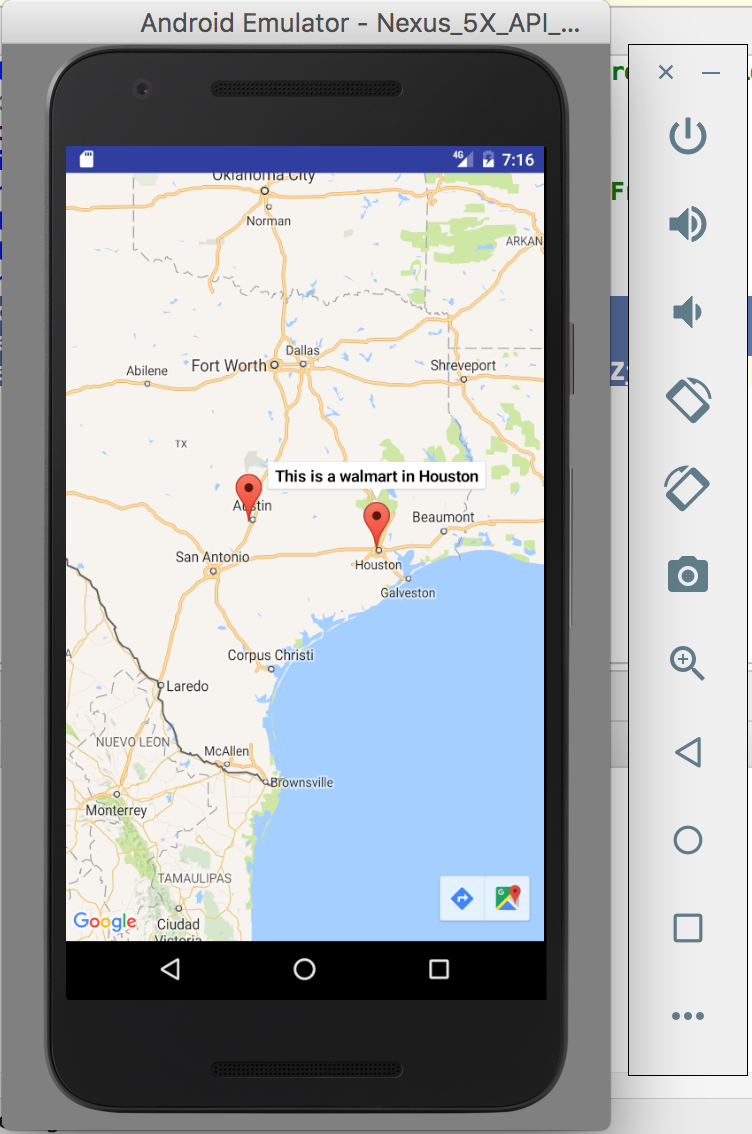 Android Emulator - Nexus_5X_API_...
4G 7:16
Oklahoma City
Norman
ARKAN
Dallas
Fort Worth
Abilene
Shreveport
TX
This is a walmart in Houston
Austin
Beaumont
San Antonio
Houston
Galveston
Corpus Christi
Laredo
NUEVO LEON
McAllen
Brownsville
Monterrey
TAMAULIPAS
Ciudad
Victoria
Google